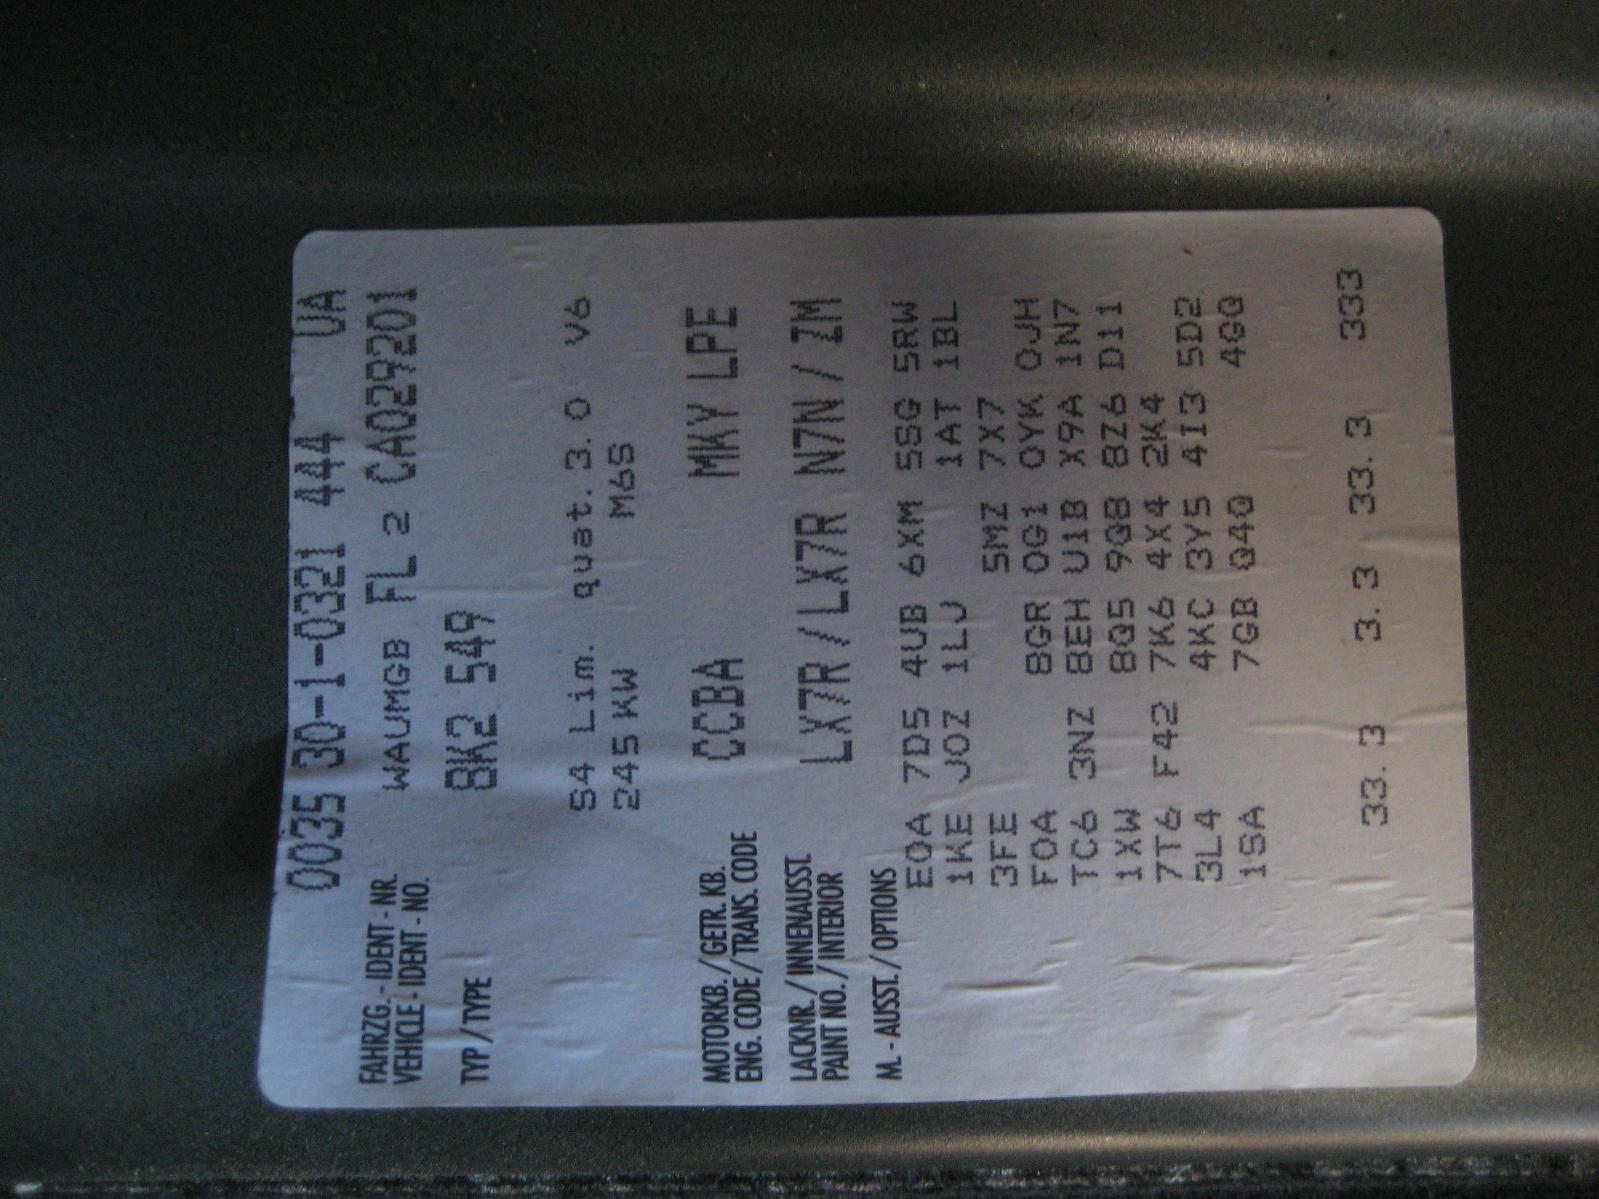 0035 30-1-0321 444 UA
FAHRZG. - IDENT - NR.
VEHICLE - IDENT - NO.
WAUMGB FL 2 CA029201
TYP / TYPE
8K2 549
S4 Lim. quat. 3.0 V6
245 KW M6S
MOTORKB. / GETR. KB.
ENG. CODE / TRANS. CODE
CCBA MKY LPE
LACKNR. / INNENAUSST.
PAINT NO. / INTERIOR
LX7R / LX7R N7N / ZM
M. - AUSST. / OPTIONS
E0A 7D5 4UB 6XM 5SG 5RW
1KE J0Z 1LJ 1AT 1BL
3FE 5MZ 7X7
F0A 8GR 0G1 0YK 0JH
TC6 3NZ 8EH U1B X9A 1N7
1XW 8Q5 9Q8 8Z6 D11
7T6 F42 7K6 4X4 2K4
3L4 4KC 3Y5 4I3 5D2
1SA 7GB Q4Q 4GQ
33. 3 3. 3 33. 3 333